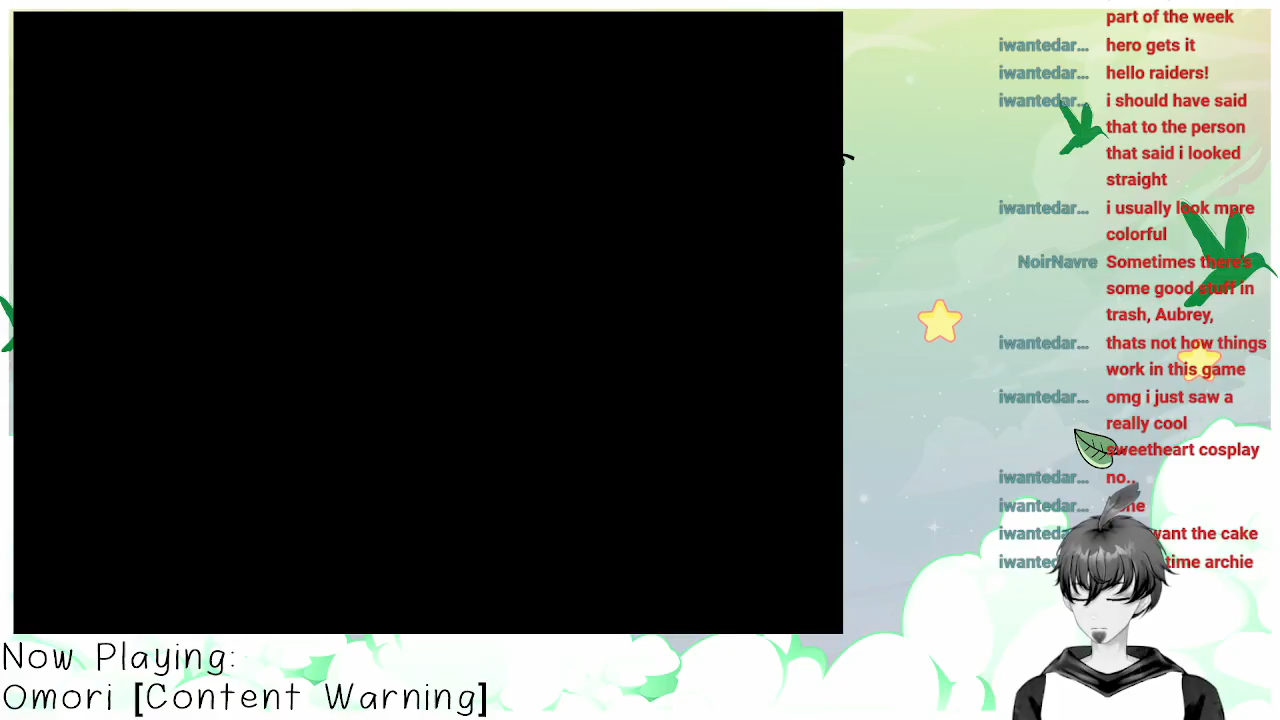 part of the week
iwantedar... hero gets it
iwantedar... hello raiders!
iwantedar... i should have said
that to the person
that said i looked
straight
iwantedar... i usually look more
colorful
NoirNavre Sometimes there's
some good stuff in
trash, Aubrey,
iwantedar... thats not how things
work in this game
iwantedar... omg i just saw a
really cool
sweetheart cosplay
iwantedar... no..
iwantedar...
want the cake
time archie
Now Playing:
Omori [Content Warning]